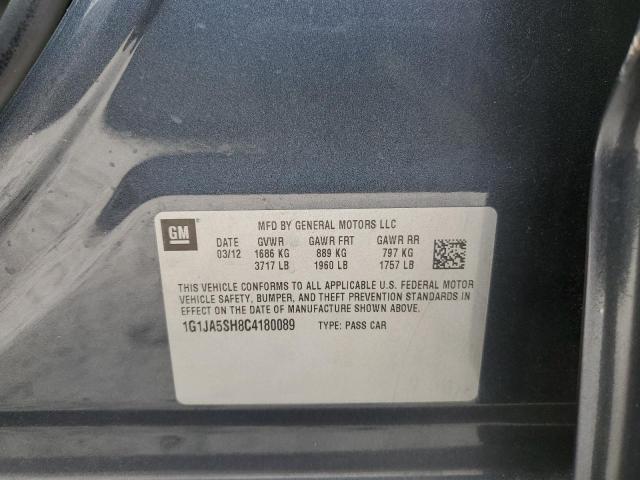 GM
MFD BY GENERAL MOTORS LLC
DATE GVWR GAWR FRT GAWR RR
03/12 1686 KG 889 KG 797 KG
3717 LB 1960 LB 1757 LB
THIS VEHICLE CONFORMS TO ALL APPLICABLE U.S. FEDERAL MOTOR
VEHICLE SAFETY, BUMPER, AND THEFT PREVENTION STANDARDS IN
EFFECT ON THE DATE OF MANUFACTURE SHOWN ABOVE.
1G1JA5SH8C4180089 TYPE: PASS CAR